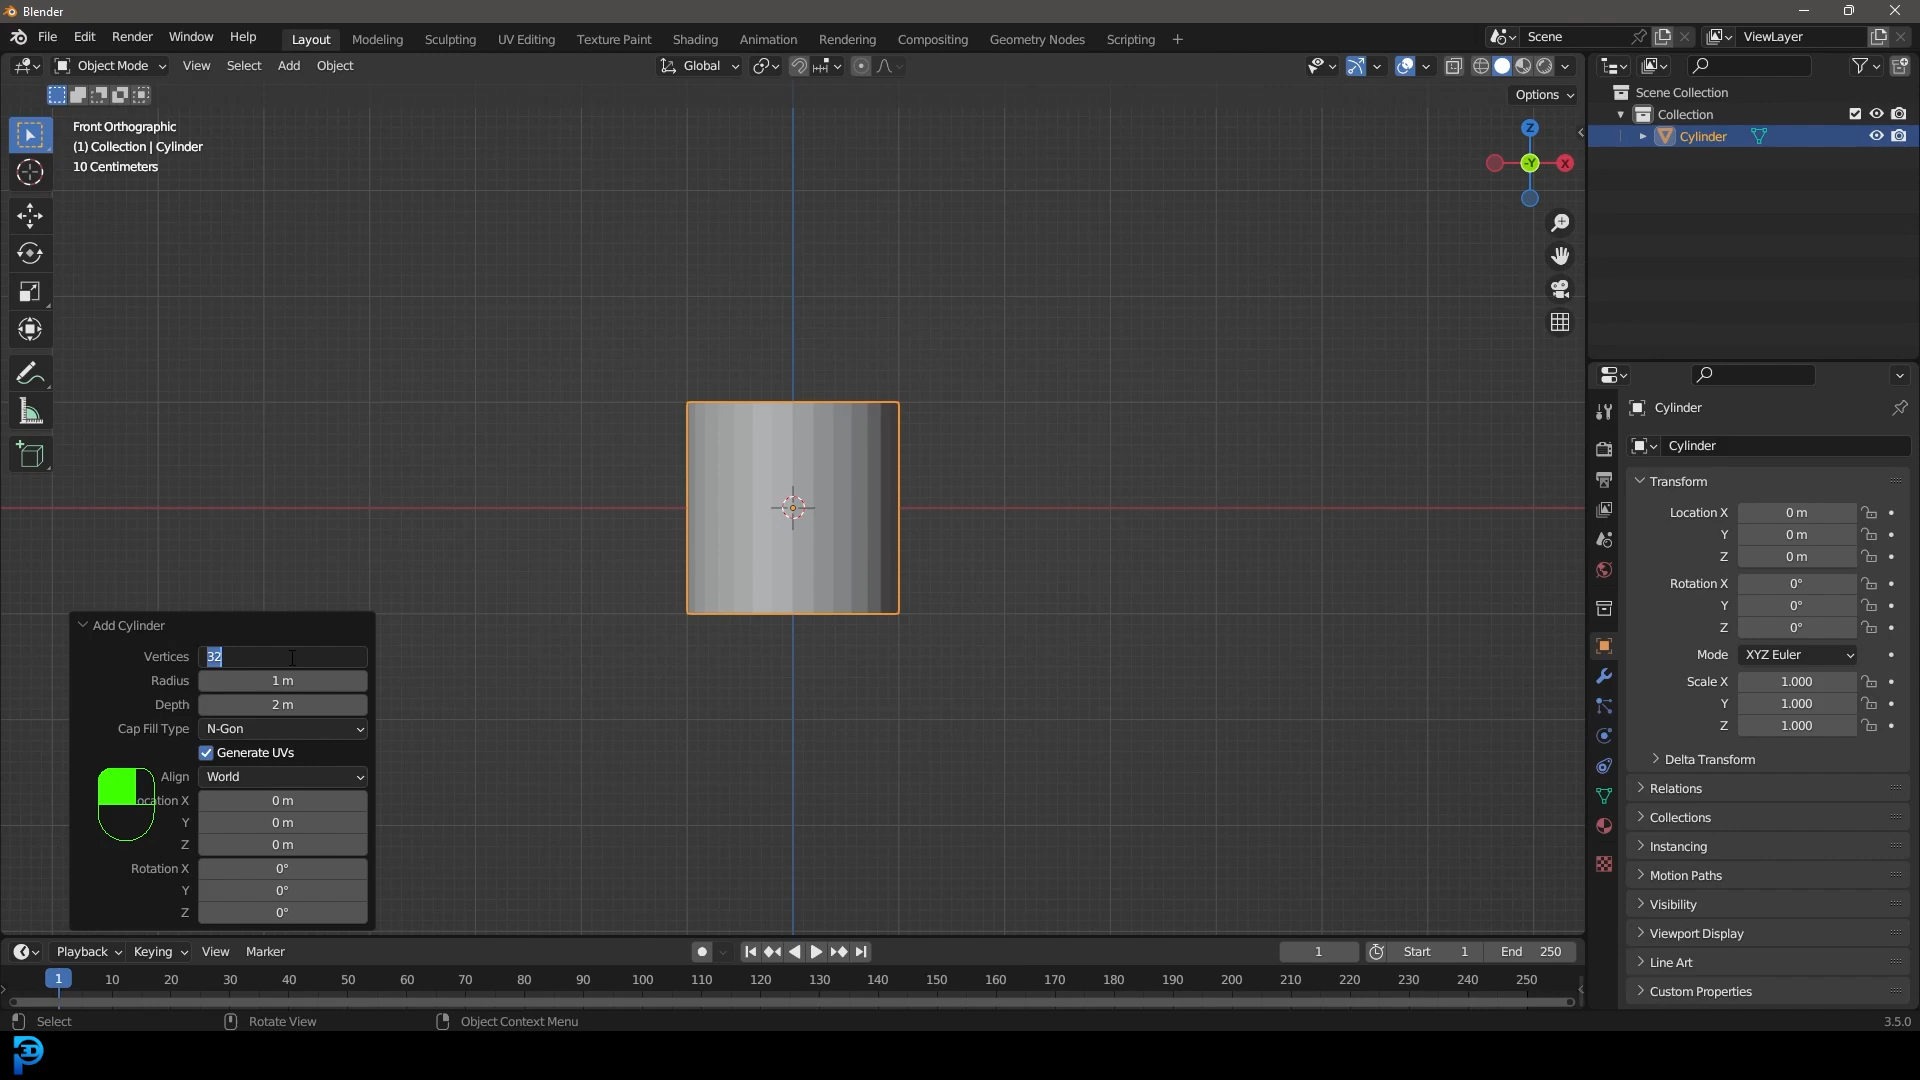 Blender
File Edit Render Window Help Layout Modeling Sculpting UV Editing Texture Paint Shading Animation Rendering Compositing Geometry Nodes Scripting + Scene ViewLayer
Object Mode View Select Add Object Global
Options
Front Orthographic
(1) Collection | Cylinder
10 Centimeters
Z
-Y
X
Scene Collection
Collection
Cylinder
Cylinder
Cylinder
Transform
Location X 0 m
Y 0 m
Z 0 m
Rotation X 0°
Y 0°
Z 0°
Mode XYZ Euler
Scale X 1.000
Y 1.000
Z 1.000
Delta Transform
Relations
Collections
Instancing
Motion Paths
Visibility
Viewport Display
Line Art
Custom Properties
Add Cylinder
Vertices 32
Radius 1 m
Depth 2 m
Cap Fill Type N-Gon
Generate UVs
Align World
ocation X 0 m
Y 0 m
Z 0 m
Rotation X 0°
Y 0°
Z 0°
Playback Keying View Marker 1 Start 1 End 250
1 10 20 30 40 50 60 70 80 90 100 110 120 130 140 150 160 170 180 190 200 210 220 230 240 250
Select Rotate View Object Context Menu 3.5.0
3D